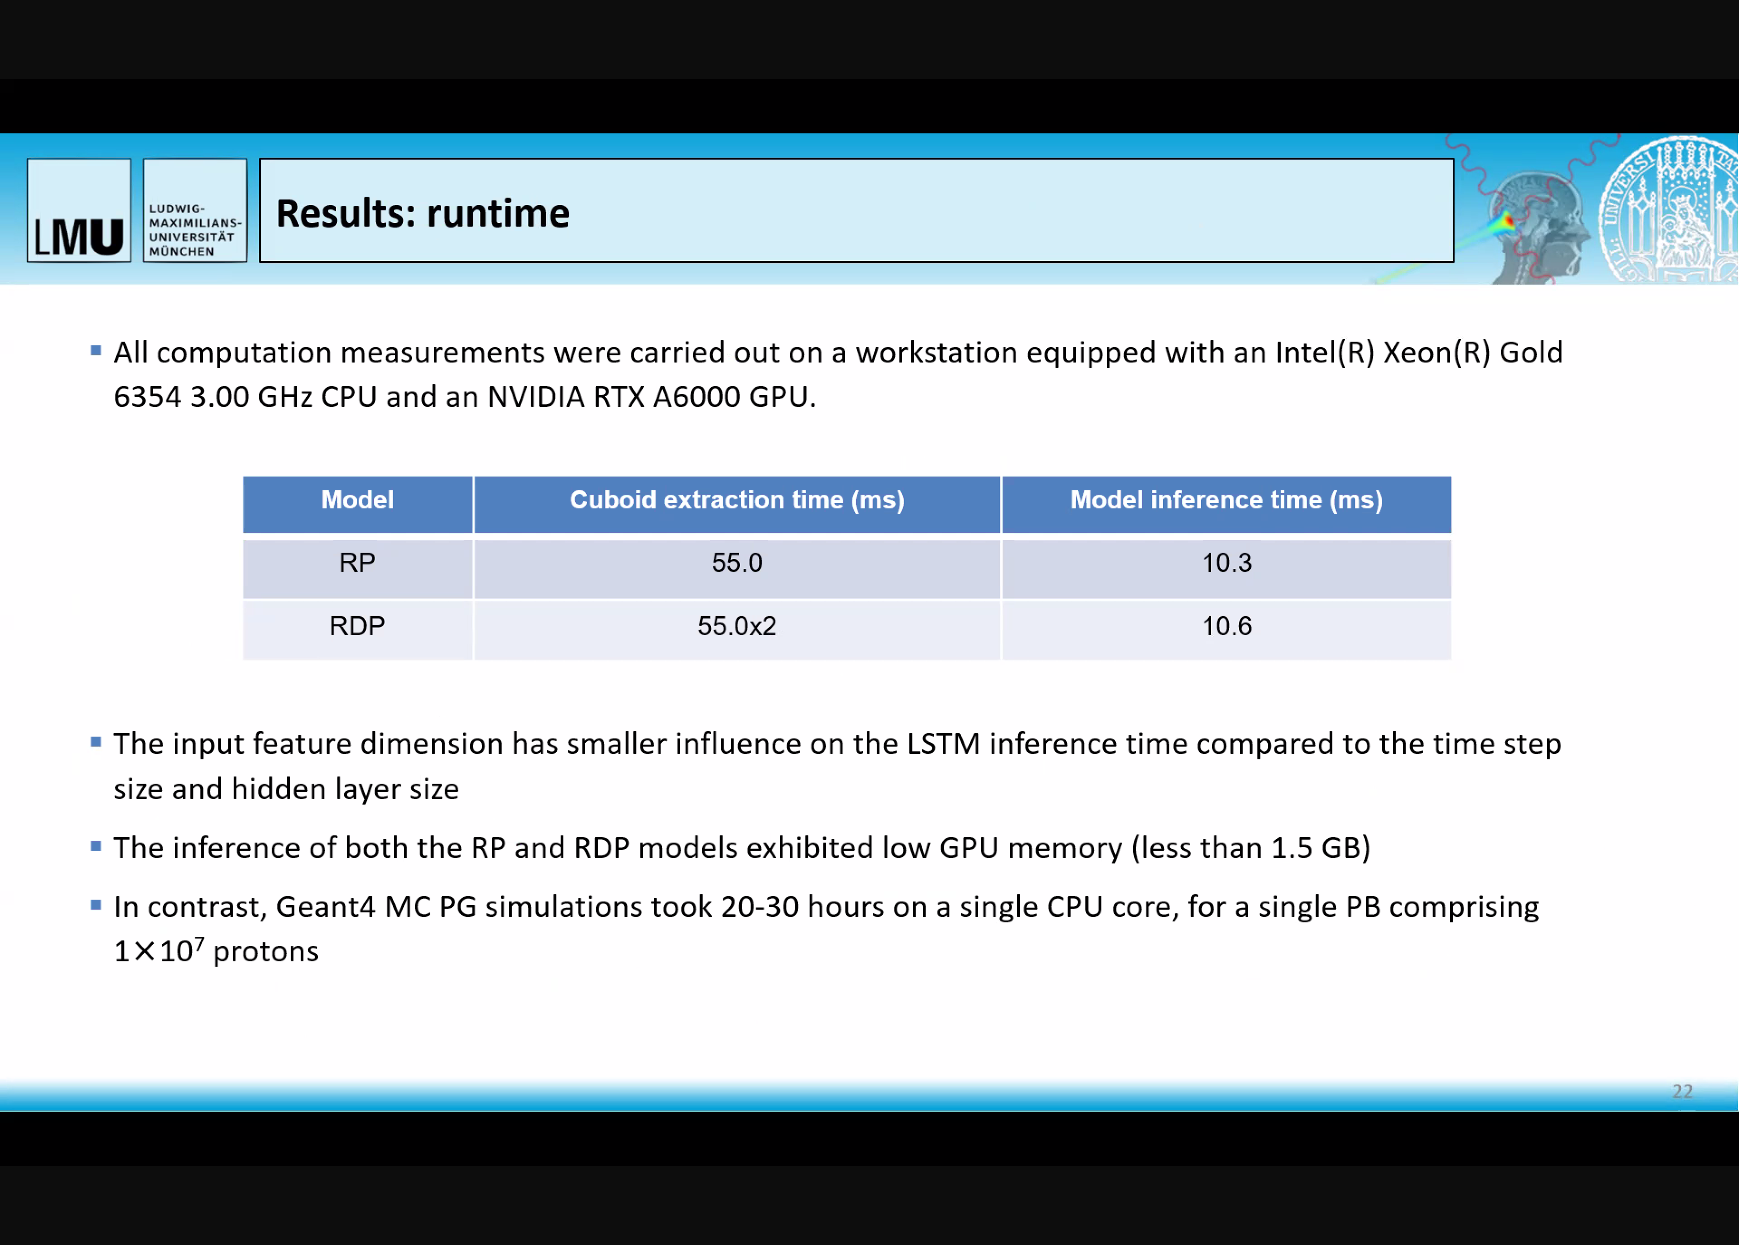 LMU
LUDWIG-
MAXIMILIANS-
UNIVERSITÄT
MÜNCHEN
Results: runtime
▪ All computation measurements were carried out on a workstation equipped with an Intel(R) Xeon(R) Gold
6354 3.00 GHz CPU and an NVIDIA RTX A6000 GPU.
Model Cuboid extraction time (ms) Model inference time (ms)
RP 55.0 10.3
RDP 55.0x2 10.6
▪ The input feature dimension has smaller influence on the LSTM inference time compared to the time step
size and hidden layer size
▪ The inference of both the RP and RDP models exhibited low GPU memory (less than 1.5 GB)
▪ In contrast, Geant4 MC PG simulations took 20-30 hours on a single CPU core, for a single PB comprising
1×10⁷ protons
22